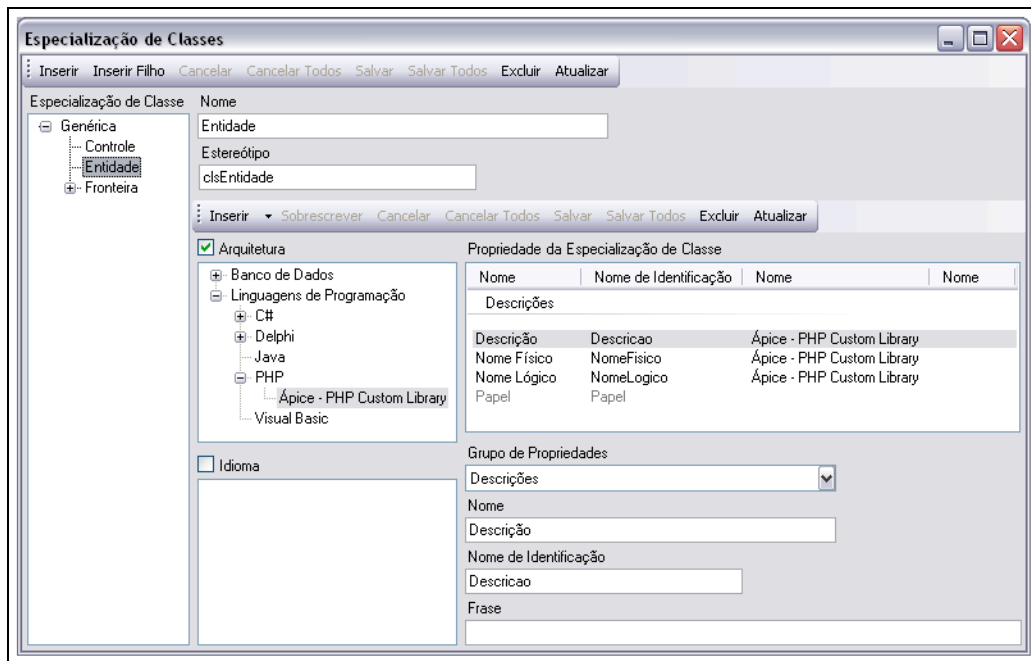 Especialização de Classes
Inserir Inserir Filho Cancelar Cancelar Todos Salvar Salvar Todos Excluir Atualizar
Especialização de Classe
Genérica
Controle
Entidade
Fronteira
Nome
Entidade
Estereótipo
clsEntidade
Inserir Sobrescrever Cancelar Cancelar Todos Salvar Salvar Todos Excluir Atualizar
Arquitetura
Banco de Dados
Linguagens de Programação
C#
Delphi
Java
PHP
Ápice - PHP Custom Library
Visual Basic
Idioma
Propriedade da Especialização de Classe
Nome Nome de Identificação Nome Nome
Descrições
Descrição Descricao Ápice - PHP Custom Library
Nome Físico NomeFisico Ápice - PHP Custom Library
Nome Lógico NomeLogico Ápice - PHP Custom Library
Papel Papel
Grupo de Propriedades
Descrições
Nome
Descrição
Nome de Identificação
Descricao
Frase